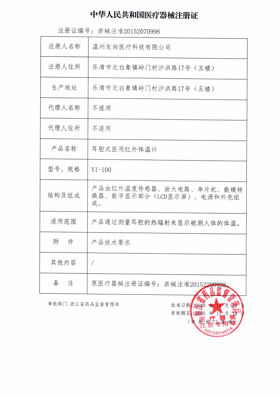 中华人民共和国医疗器械注册证
注册证编号：浙械注准20152070998
注册人名称 温州友尚医疗科技有限公司
注册人住所 乐清市北白象镇岭门村沙洪路17号（五楼）
生产地址 乐清市北白象镇岭门村沙洪路17号（五楼）
代理人名称 不适用
代理人住所 不适用
产品名称 耳腔式医用红外体温计
型号、规格 YI-100
结构及组成 产品由红外温度传感器、放大电路、单片机、数模转
换器、数字显示部分（LCD显示屏）、电源和外壳组
成。
适用范围 产品通过测量耳腔的热辐射来显示被测人体的体温。
附 件 产品技术要求
其他内容 /
备 注 原医疗器械注册证编号：浙械注准20152200998
审批部门：浙江省药品监督管理局
批准日期
有效期至